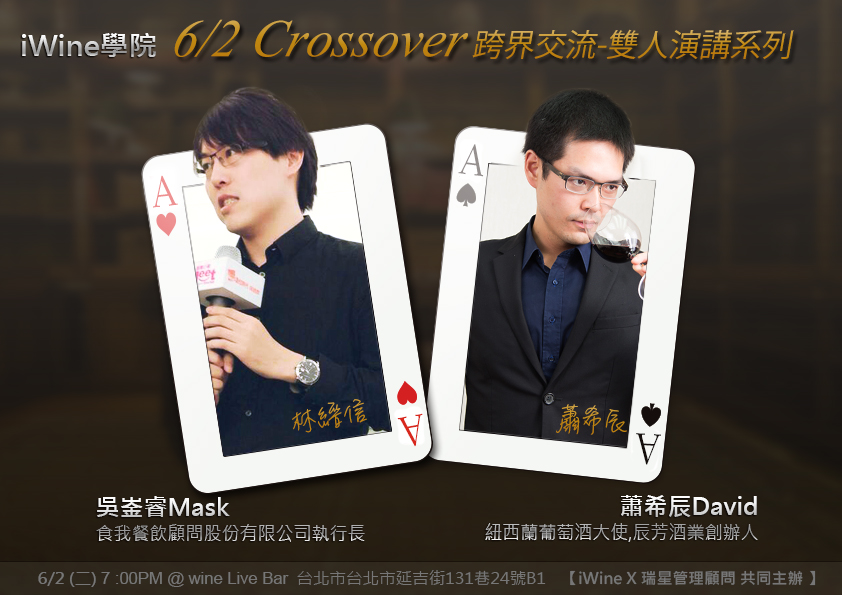 iWine學院 6/2 Crossover 跨界交流-雙人演講系列
A
A
A
A
林縉信
蕭希辰
吳崟睿Mask
食我餐飲顧問股份有限公司執行長
蕭希辰David
紐西蘭葡萄酒大使,辰芳酒業創辦人
6/2 (二) 7 :00PM @ wine Live Bar 台北市台北市延吉街131巷24號B1 【 iWine X 瑞星管理顧問 共同主辦 】